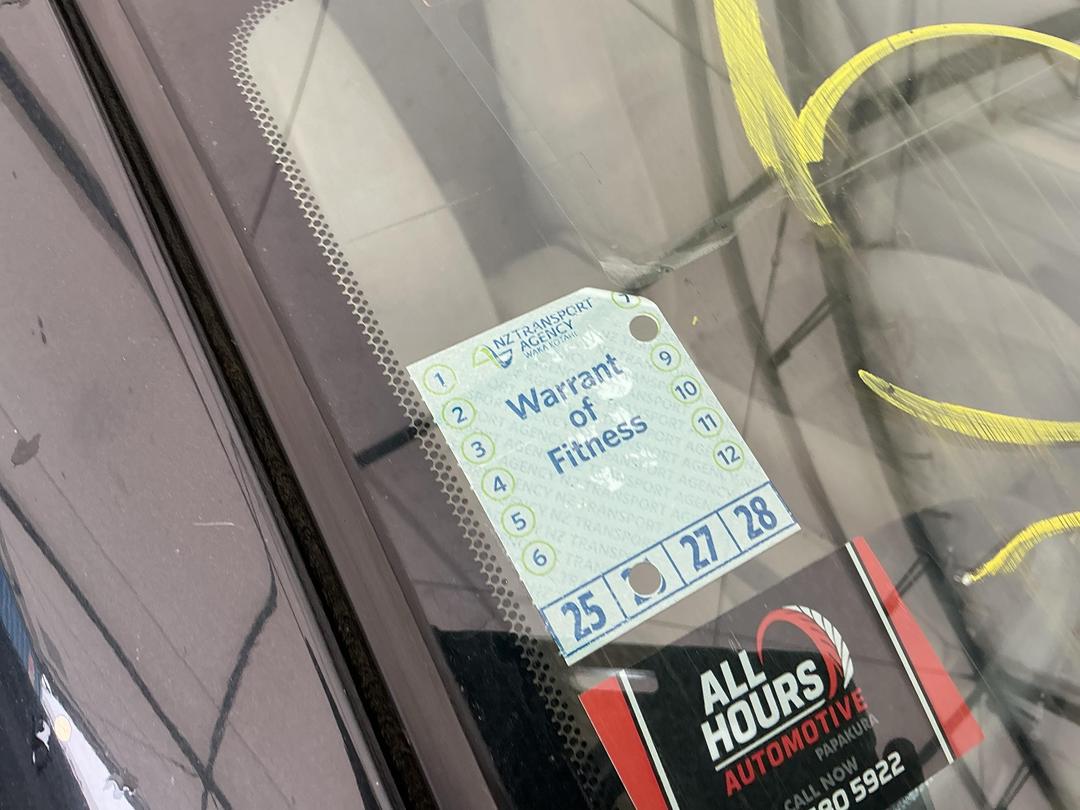 NZ TRANSPORT
AGENCY
WAKA KOTAHI
Warrant
of
Fitness
1
2
3
4
5
6
7
9
10
11
12
25
27
28
ALL
HOURS
AUTOMOTIVE
PAPAKURA
CALL NOW
580 5922